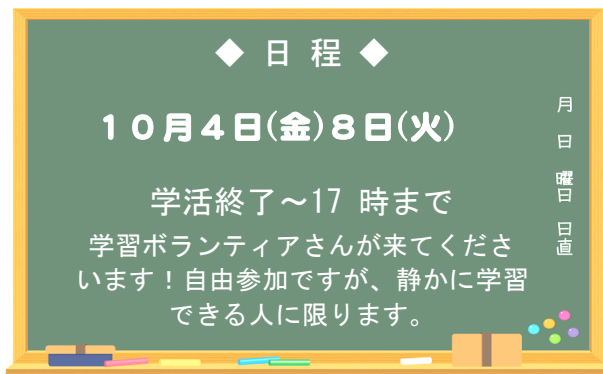 ◆ 日 程 ◆
１０月４日(金)８日(火)
学活終了～17 時まで
学習ボランティアさんが来てくださ
います！自由参加ですが、静かに学習
できる人に限ります。
月 日 曜日 日直